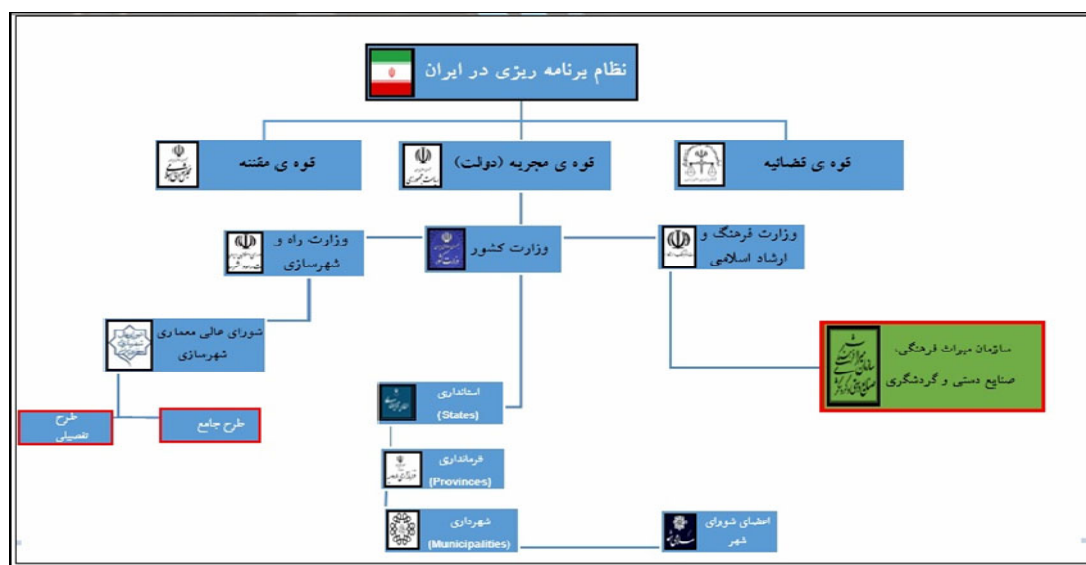 نظام برنامه ریزی در ایران
قوه ی قضائیه
قوه ی مجریه (دولت)
قوه ی مقننه
وزارت فرهنگ و
ارشاد اسلامی
وزارت کشور
وزارت راه و
شهرسازی
سازمان میراث فرهنگی،
صنایع دستی و گردشگری
شورای عالی معماری
شهرسازی
طرح جامع
طرح
تفصیلی
استانداری
(States)
فرمانداری
(Provinces)
شهرداری
(Municipalities)
اعضای شورای
شهر